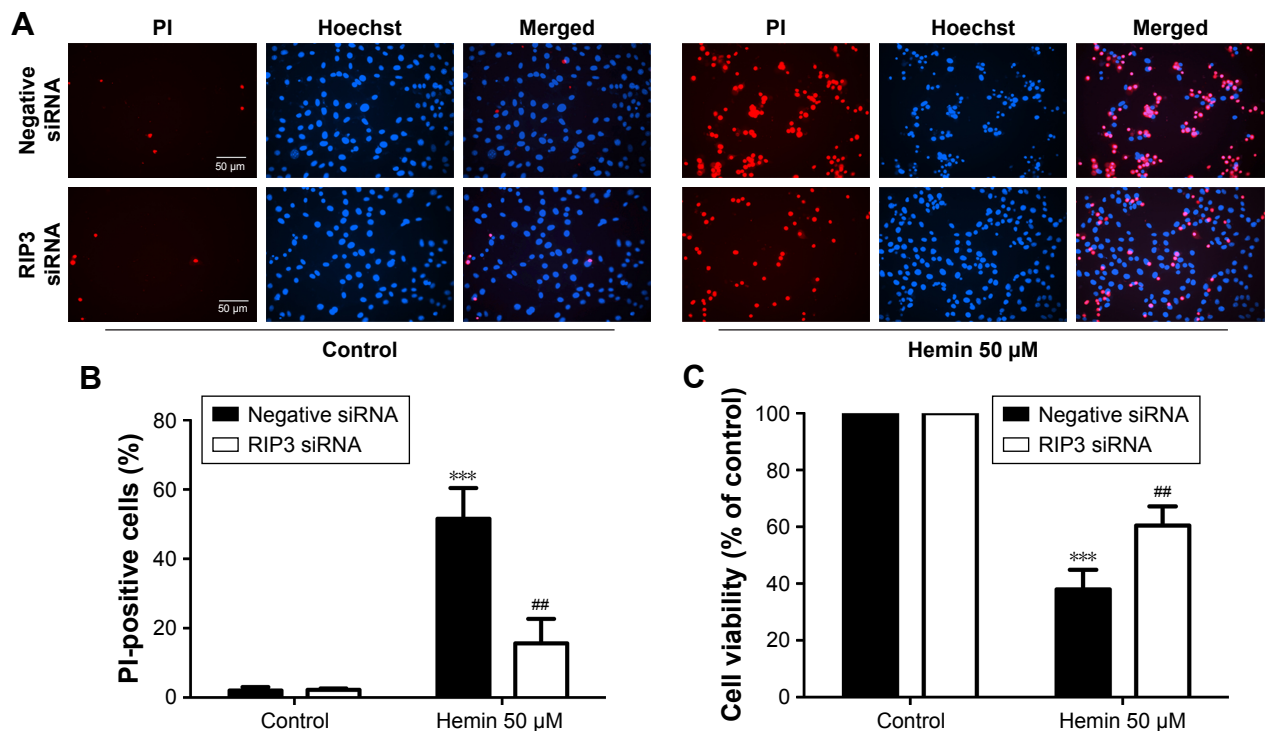 A
PI Hoechst Merged PI Hoechst Merged
Negative
siRNA
50 µm
RIP3
siRNA
50 µm
Control Hemin 50 µM
B
Negative siRNA
RIP3 siRNA
PI-positive cells (%)
80
60
40
20
0
***
##
Control Hemin 50 µM
C
Negative siRNA
RIP3 siRNA
Cell viability (% of control)
100
80
60
40
20
0
***
##
Control Hemin 50 µM